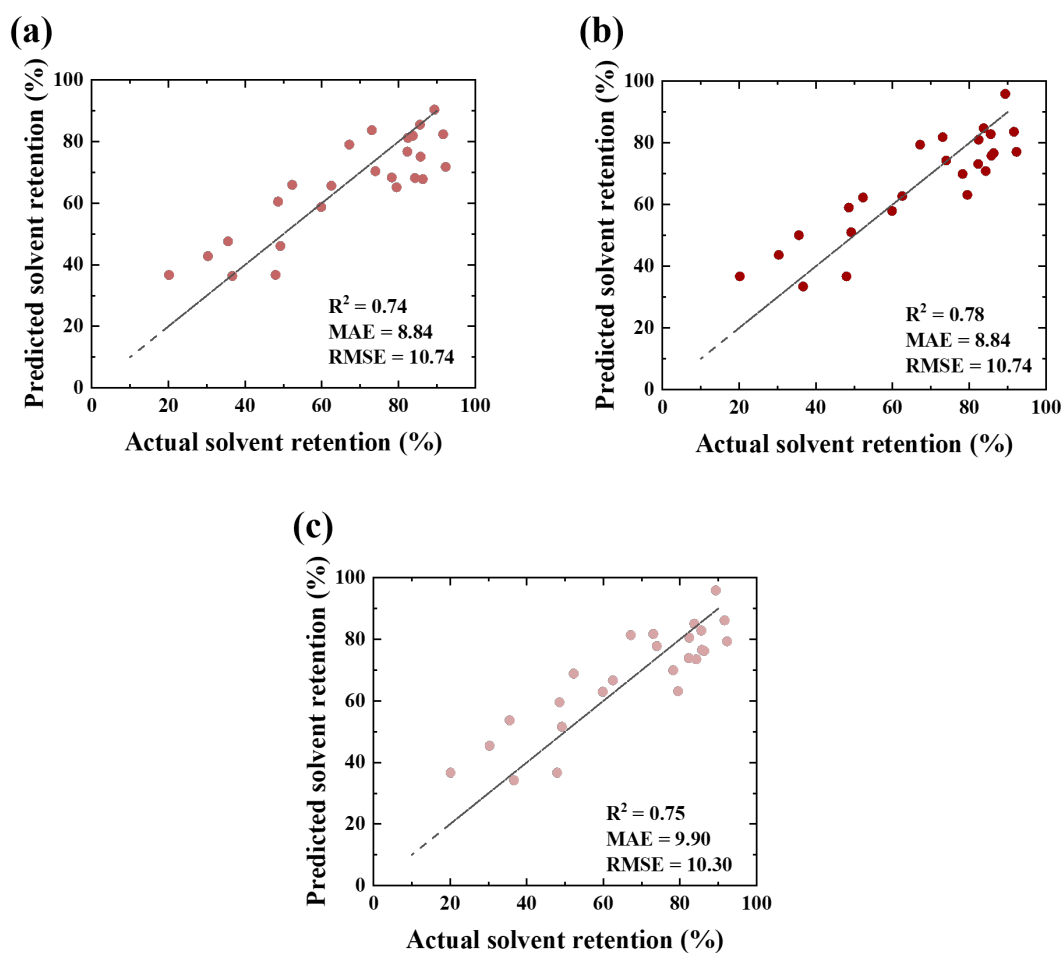 (a)
Predicted solvent retention (%)
100
80
60
40
20
0
R² = 0.74
MAE = 8.84
RMSE = 10.74
0 20 40 60 80 100
Actual solvent retention (%)
(b)
Predicted solvent retention (%)
100
80
60
40
20
0
R² = 0.78
MAE = 8.84
RMSE = 10.74
0 20 40 60 80 100
Actual solvent retention (%)
(c)
Predicted solvent retention (%)
100
80
60
40
20
0
R² = 0.75
MAE = 9.90
RMSE = 10.30
0 20 40 60 80 100
Actual solvent retention (%)